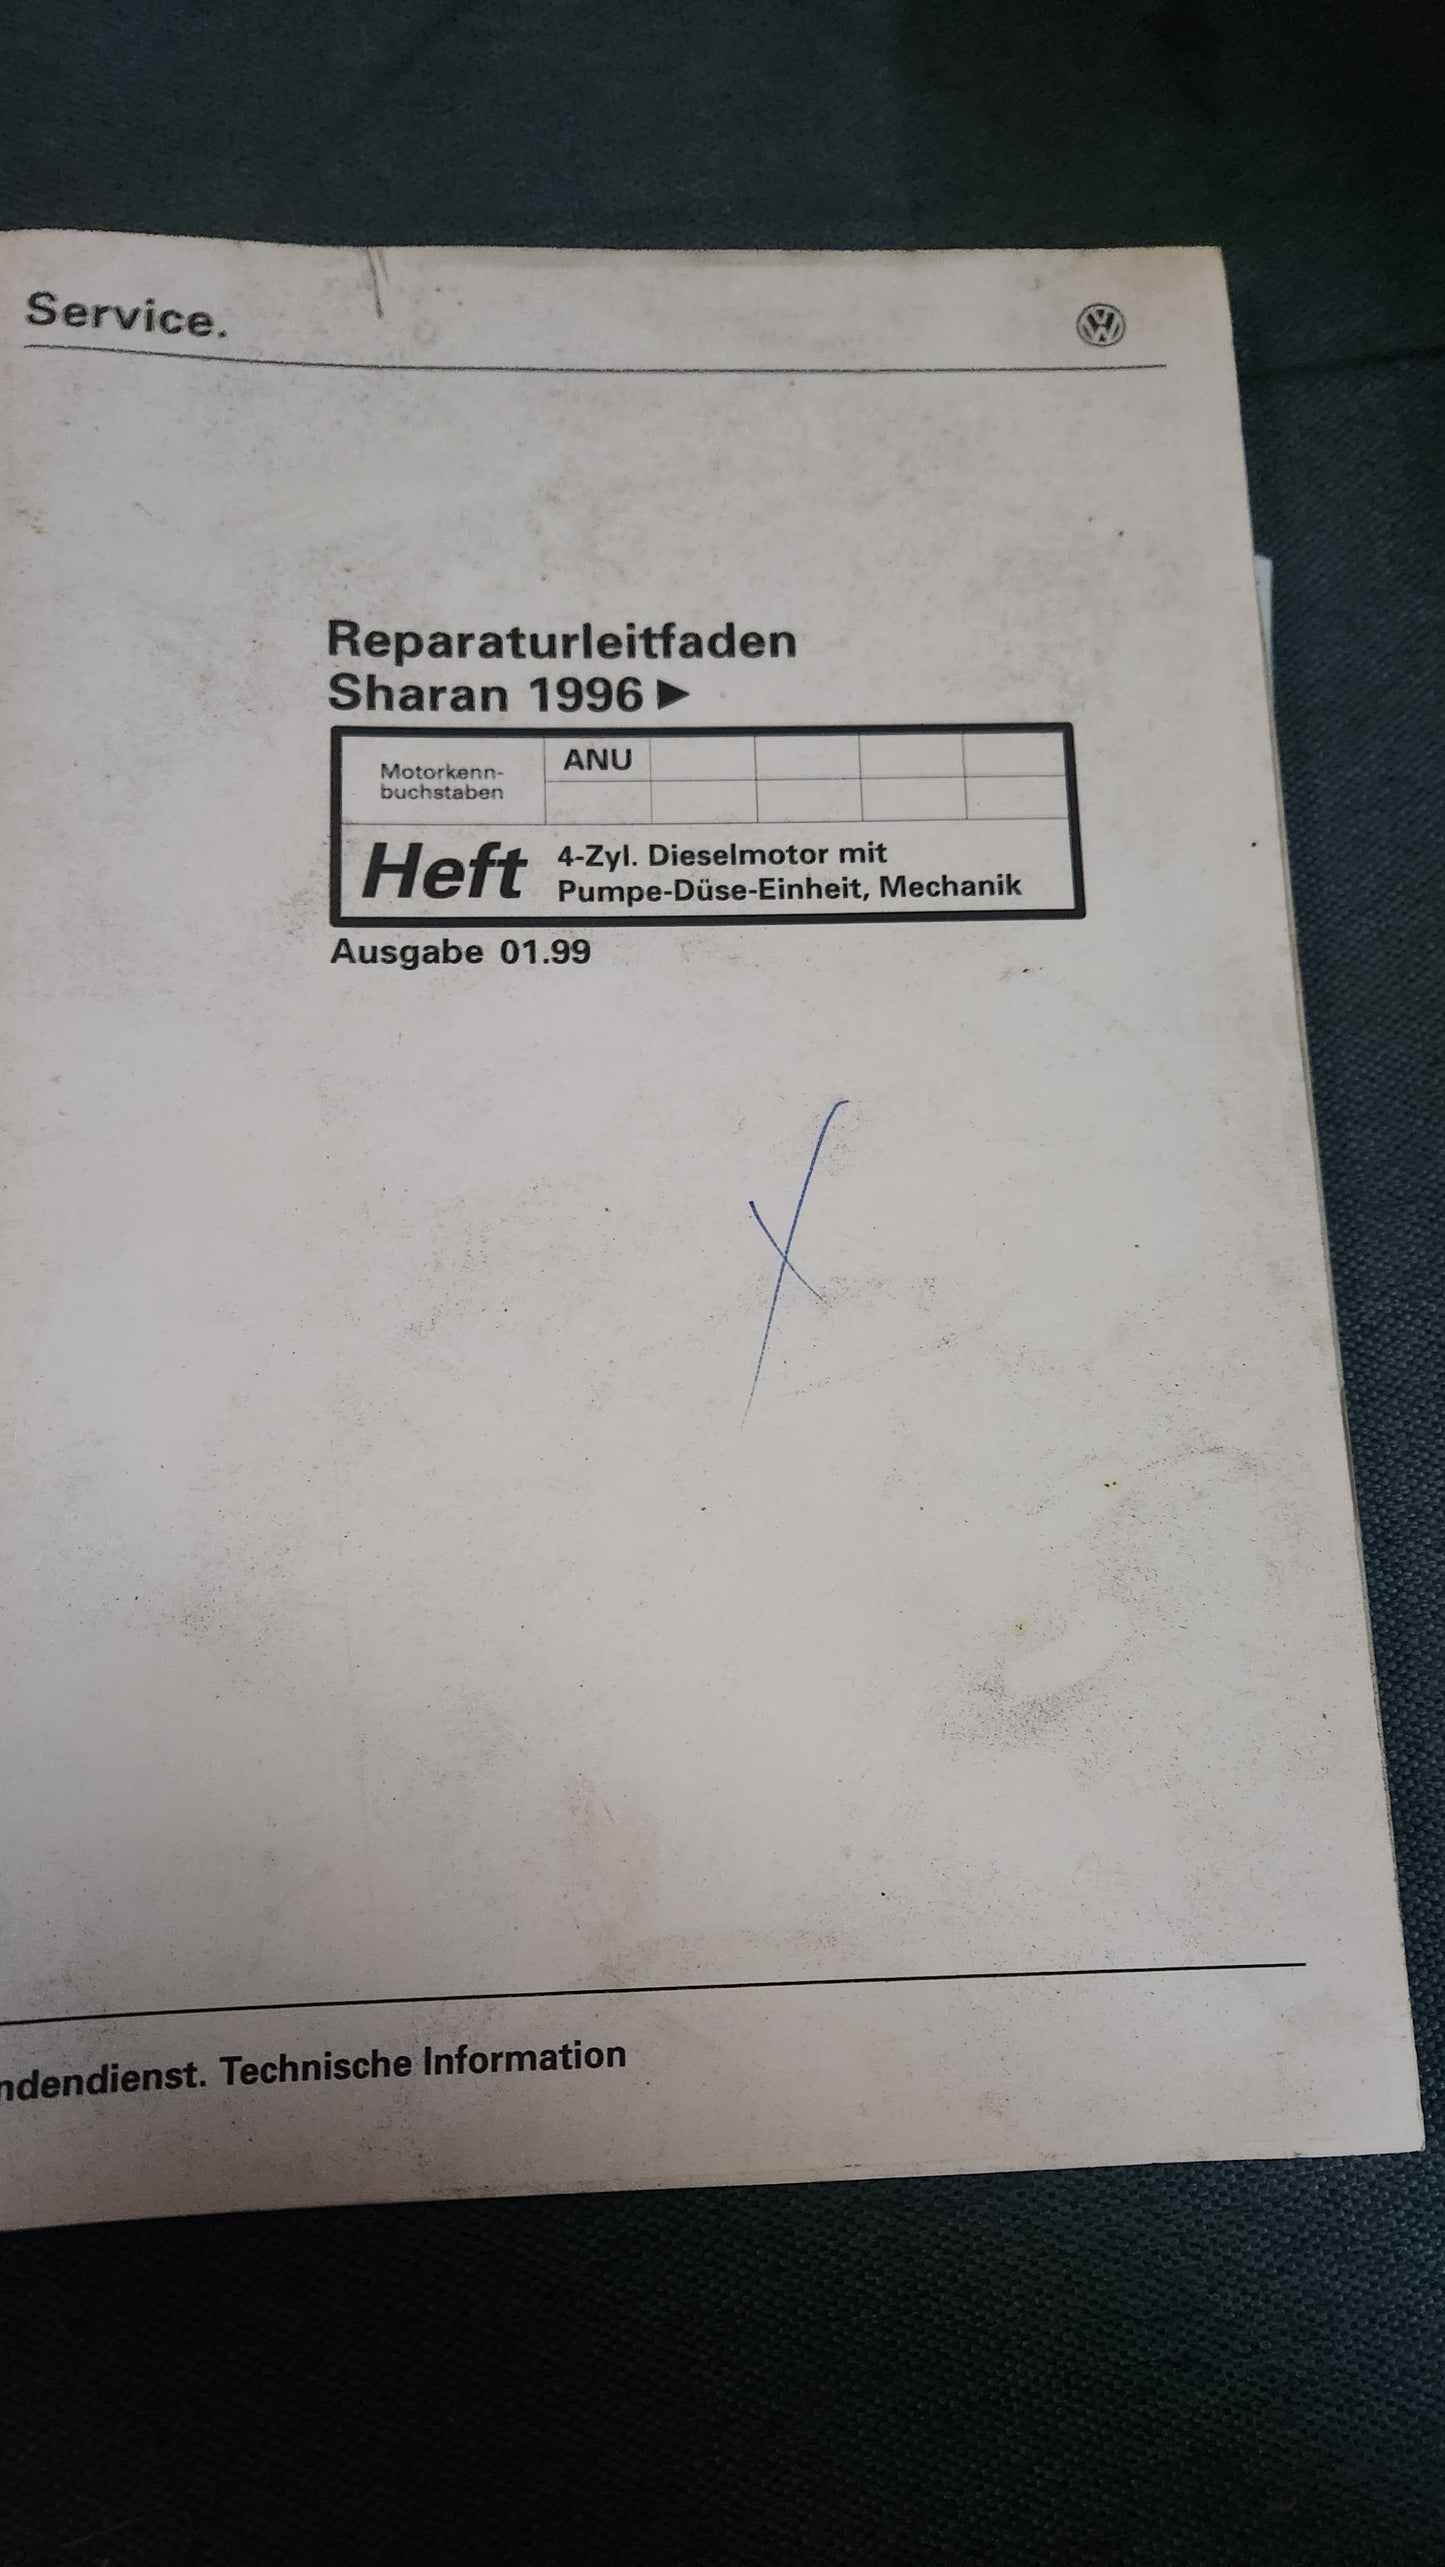 Service.
Reparaturleitfaden
Sharan 1996 ►
Motorkenn-
buchstaben
ANU
Heft
4-Zyl. Dieselmotor mit
Pumpe-Düse-Einheit, Mechanik
Ausgabe 01.99
ndendienst. Technische Information